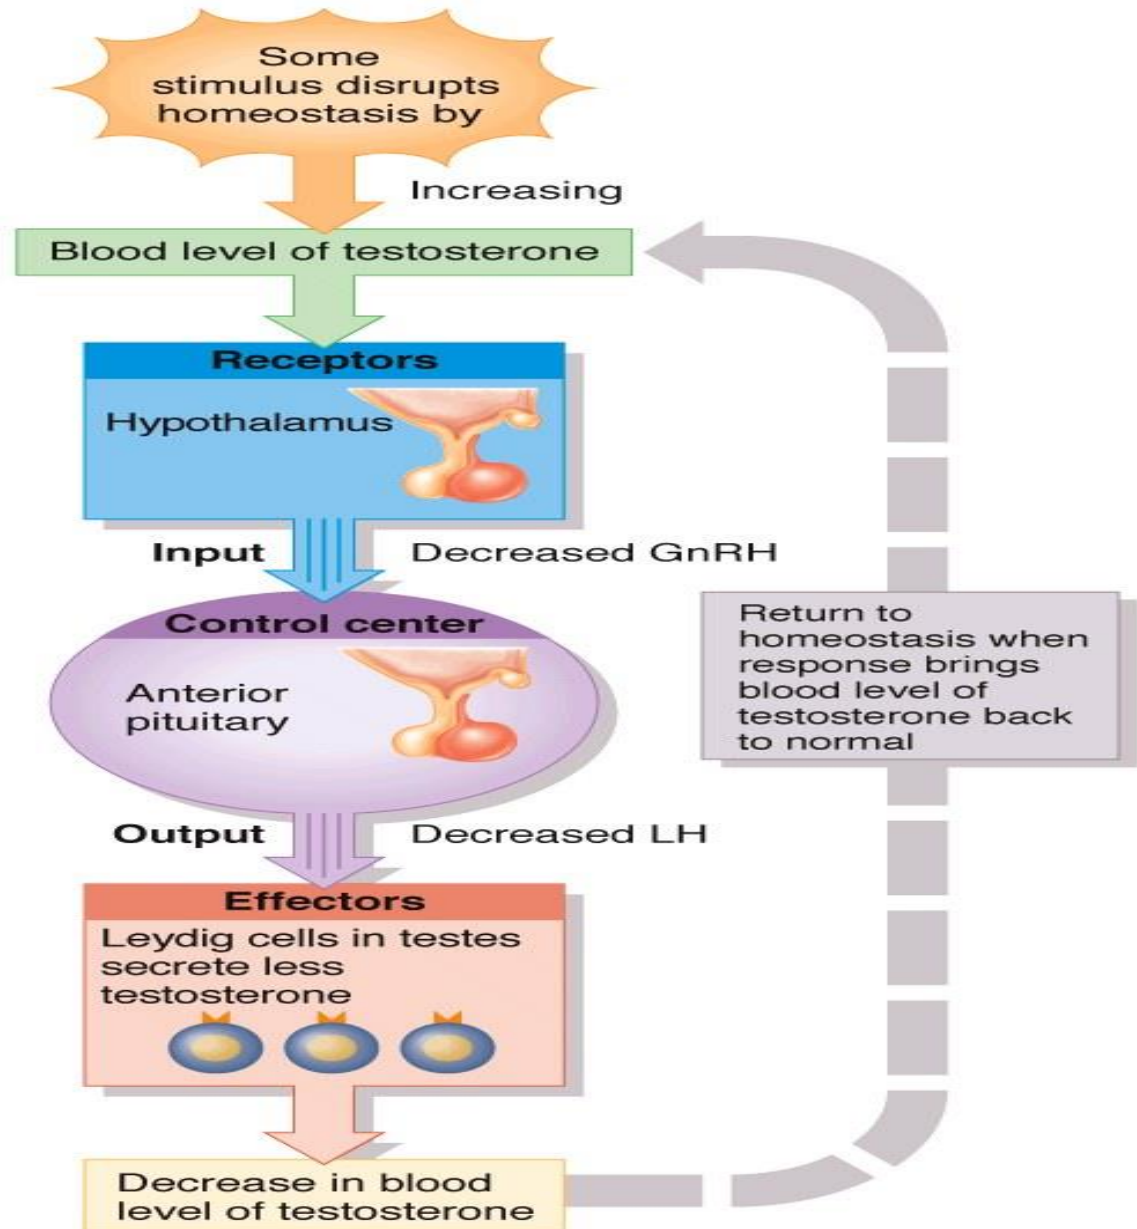 Some
stimulus disrupts
homeostasis by
Increasing
Blood level of testosterone
Receptors
Hypothalamus
Input
Decreased GnRH
Control center
Anterior
pituitary
Return to
homeostasis when
response brings
blood level of
testosterone back
to normal
Output
Decreased LH
Effectors
Leydig cells in testes
secrete less
testosterone
Decrease in blood
level of testosterone